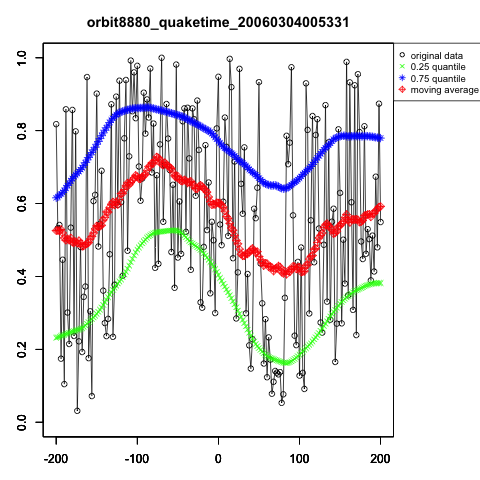 orbit8880_quaketime_20060304005331
original data
0.25 quantile
0.75 quantile
moving average
1.0
0.8
0.6
0.4
0.2
0.0
-200 -100 0 100 200